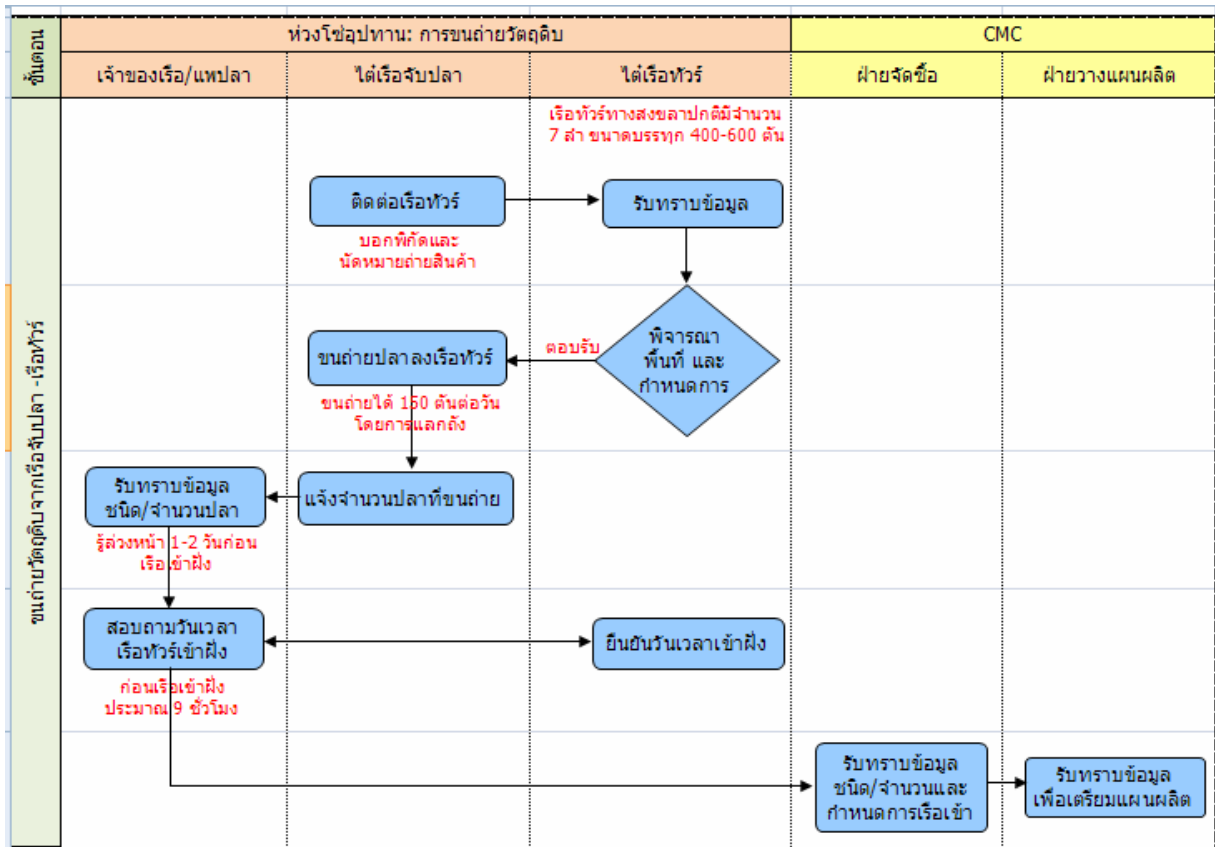 ขั้นตอน
ห่วงโซ่อุปทาน: การขนถ่ายวัตถุดิบ
CMC
เจ้าของเรือ/แพปลา
ไต๋เรือจับปลา
ไต๋เรือทัวร์
ฝ่ายจัดซื้อ
ฝ่ายวางแผนผลิต
ขนถ่ายวัตถุดิบจากเรือจับปลา -เรือทัวร์
เรือทัวร์ทางสงขลาปกติมีจำนวน
7 ลำ ขนาดบรรทุก 400-600 ตัน
ติดต่อเรือทัวร์
รับทราบข้อมูล
บอกพิกัดและ
นัดหมายถ่ายสินค้า
พิจารณา
พื้นที่ และ
กำหนดการ
ตอบรับ
ขนถ่ายปลาลงเรือทัวร์
ขนถ่ายได้ 150 ตันต่อวัน
โดยการแลกถัง
แจ้งจำนวนปลาที่ขนถ่าย
รับทราบข้อมูล
ชนิด/จำนวนปลา
รู้ล่วงหน้า 1-2 วันก่อน
เรือเข้าฝั่ง
สอบถามวันเวลา
เรือทัวร์เข้าฝั่ง
ยืนยันวันเวลาเข้าฝั่ง
ก่อนเรือเข้าฝั่ง
ประมาณ 9 ชั่วโมง
รับทราบข้อมูล
ชนิด/จำนวนและ
กำหนดการเรือเข้า
รับทราบข้อมูล
เพื่อเตรียมแผนผลิต